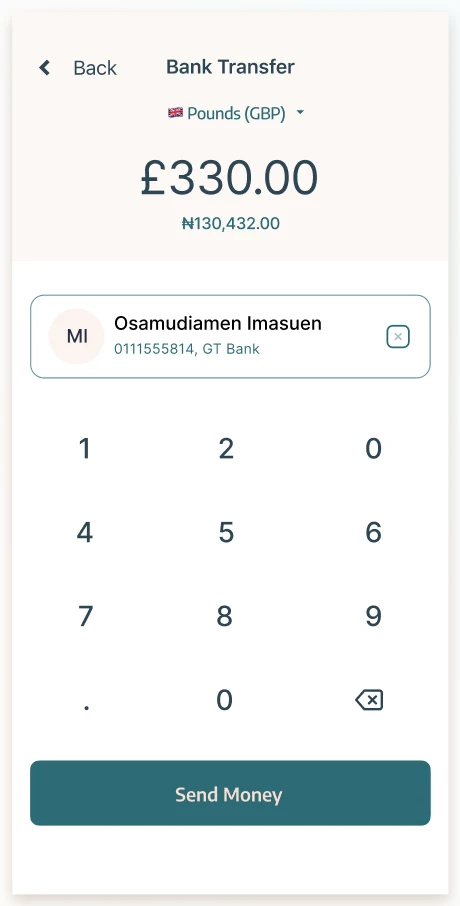 Back Bank Transfer
Pounds (GBP)
£330.00
₦130,432.00
MI Osamudiamen Imasuen
0111555814, GT Bank
1 2 0
4 5 6
7 8 9
. 0
Send Money